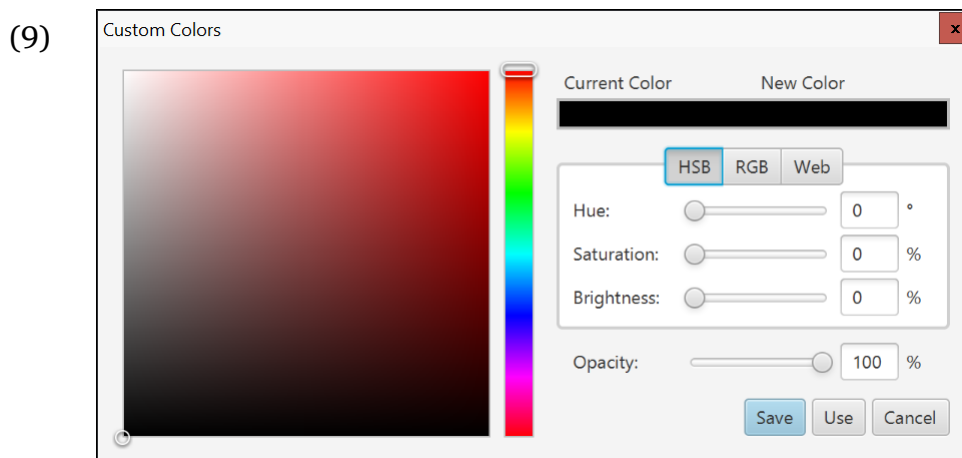 (9)
Custom Colors
x
Current Color New Color
HSB RGB Web
Hue: 0 °
Saturation: 0 %
Brightness: 0 %
Opacity: 100 %
Save Use Cancel